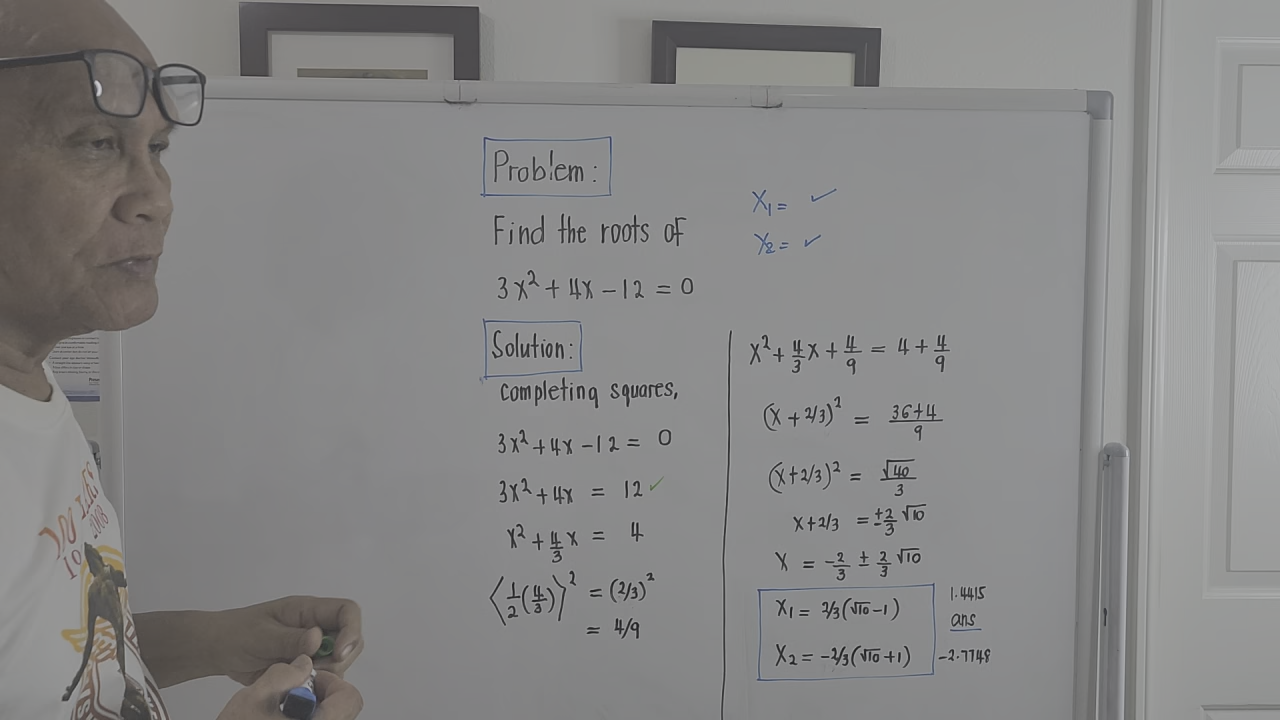 Problem:
Find the roots of
3x² + 4x - 12 = 0
x₁ = ✓
x₂ = ✓
Solution:
completing squares,
3x² + 4x - 12 = 0
3x² + 4x = 12 ✓
x² + 4/3 x = 4
⟨1/2(4/3)⟩² = (2/3)²
= 4/9
x² + 4/3 x + 4/9 = 4 + 4/9
(x + 2/3)² = (36+4)/9
(x + 2/3)² = √40/3
x + 2/3 = ±2/3 √10
x = -2/3 ± 2/3 √10
x₁ = 2/3(√10 - 1)
x₂ = -2/3(√10 + 1)
1.4415
ans
-2.7748